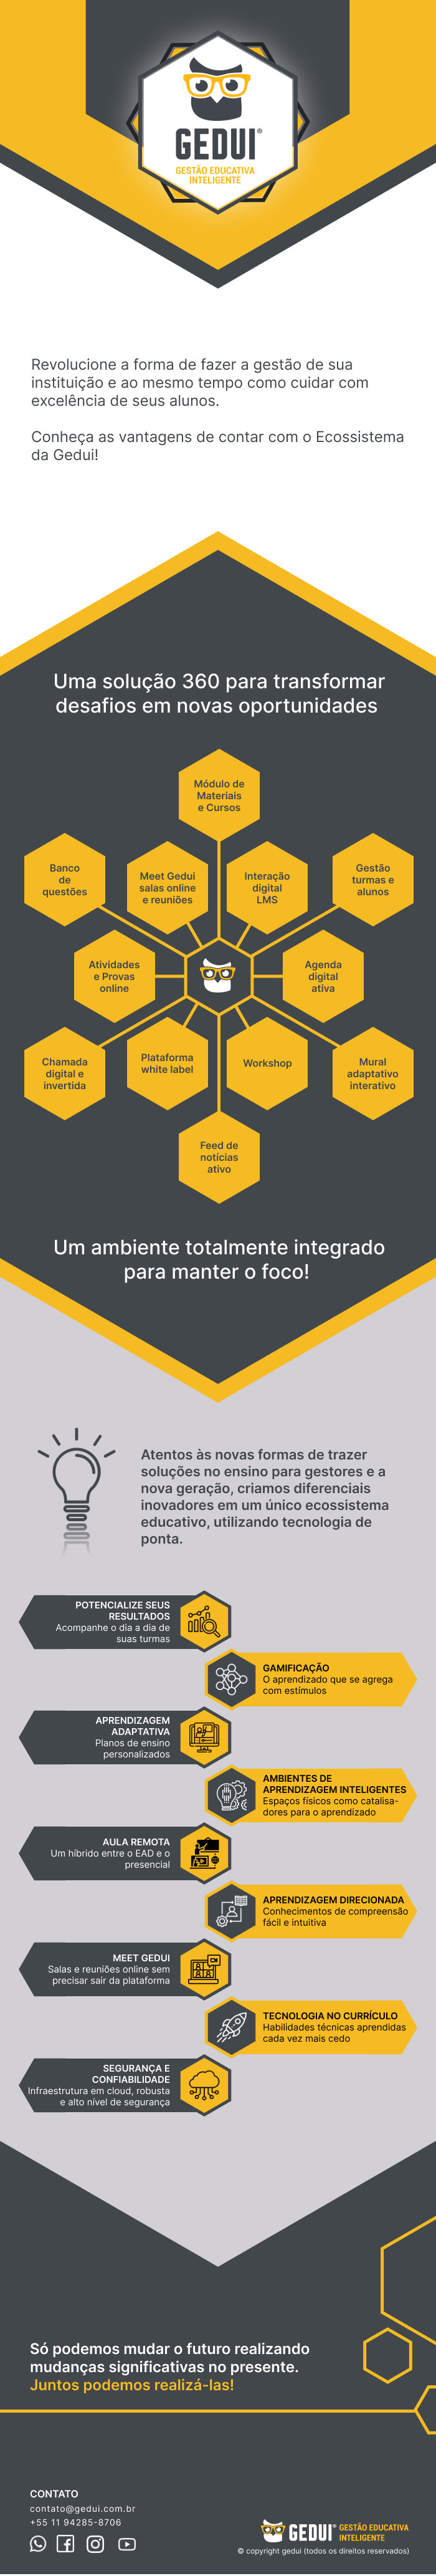 GEDUI®
GESTÃO EDUCATIVA
INTELIGENTE
Revolucione a forma de fazer a gestão de sua
instituição e ao mesmo tempo como cuidar com
excelência de seus alunos.
Conheça as vantagens de contar com o Ecossistema
da Gedui!
Uma solução 360 para transformar
desafios em novas oportunidades
Módulo de
Materiais
e Cursos
Banco
de
questões
Meet Gedui
salas online
e reuniões
Interação
digital
LMS
Gestão
turmas e
alunos
Atividades
e Provas
online
Agenda
digital
ativa
Chamada
digital e
invertida
Plataforma
white label
Workshop
Mural
adaptativo
interativo
Feed de
notícias
ativo
Um ambiente totalmente integrado
para manter o foco!
Atentos às novas formas de trazer
soluções no ensino para gestores e a
nova geração, criamos diferenciais
inovadores em um único ecossistema
educativo, utilizando tecnologia de
ponta.
POTENCIALIZE SEUS
RESULTADOS
Acompanhe o dia a dia de
suas turmas
GAMIFICAÇÃO
O aprendizado que se agrega
com estímulos
APRENDIZAGEM
ADAPTATIVA
Planos de ensino
personalizados
AMBIENTES DE
APRENDIZAGEM INTELIGENTES
Espaços físicos como catalisa-
dores para o aprendizado
AULA REMOTA
Um híbrido entre o EAD e o
presencial
APRENDIZAGEM DIRECIONADA
Conhecimentos de compreensão
fácil e intuitiva
MEET GEDUI
Salas e reuniões online sem
precisar sair da plataforma
TECNOLOGIA NO CURRÍCULO
Habilidades técnicas aprendidas
cada vez mais cedo
SEGURANÇA E
CONFIABILIDADE
Infraestrutura em cloud, robusta
e alto nível de segurança
Só podemos mudar o futuro realizando
mudanças significativas no presente.
Juntos podemos realizá-las!
CONTATO
contato@gedui.com.br
+55 11 94285-8706
GEDUI® GESTÃO EDUCATIVA
INTELIGENTE
© copyright gedui (todos os direitos reservados)